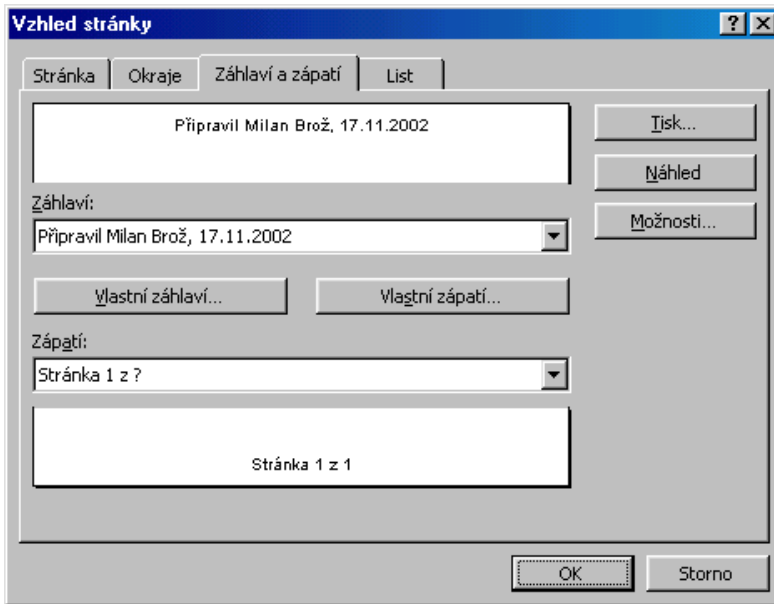 Vzhled stránky
Stránka Okraje Záhlaví a zápatí List
Připravil Milan Brož, 17.11.2002
Tisk...
Náhled
Záhlaví:
Připravil Milan Brož, 17.11.2002
Možnosti...
Vlastní záhlaví... Vlastní zápatí...
Zápatí:
Stránka 1 z ?
Stránka 1 z 1
OK Storno